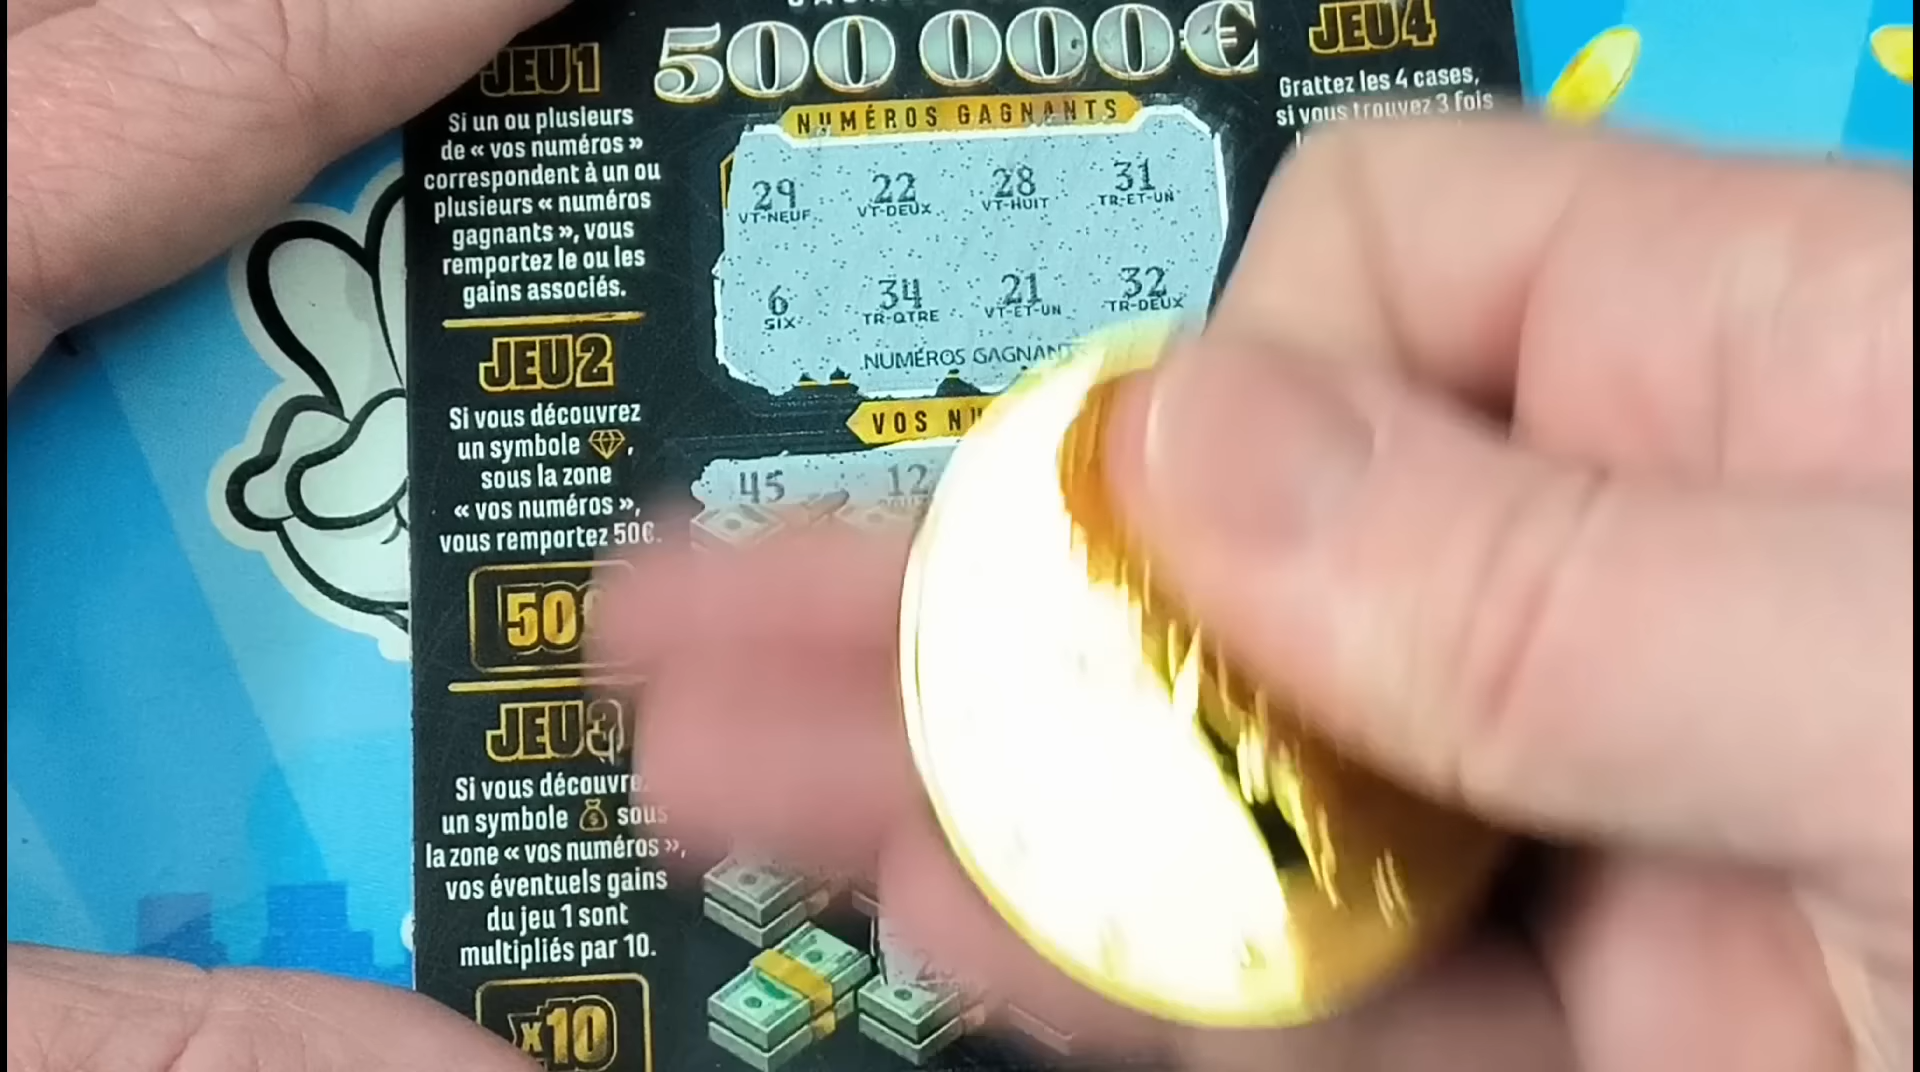 JEU1
Si un ou plusieurs
de « vos numéros »
correspondent à un ou
plusieurs « numéros
gagnants », vous
remportez le ou les
gains associés.
JEU2
Si vous découvrez
un symbole
sous la zone
« vos numéros »,
vous remportez 50€.
50€
JEU3
Si vous découvre
un symbole sous
la zone « vos numéros »,
vos éventuels gains
du jeu 1 sont
multipliés par 10.
x10
500 000€
NUMÉROS GAGNANTS
29 22 28 31
VT-NEUF VT-DEUX VT-HUIT TR-ET-UN
6 34 21 32
SIX TR-QTRE VT-ET-UN TR-DEUX
NUMÉROS GAGNANT
VOS NU
45 12
JEU4
Grattez les 4 cases,
si vous trouvez 3 fois